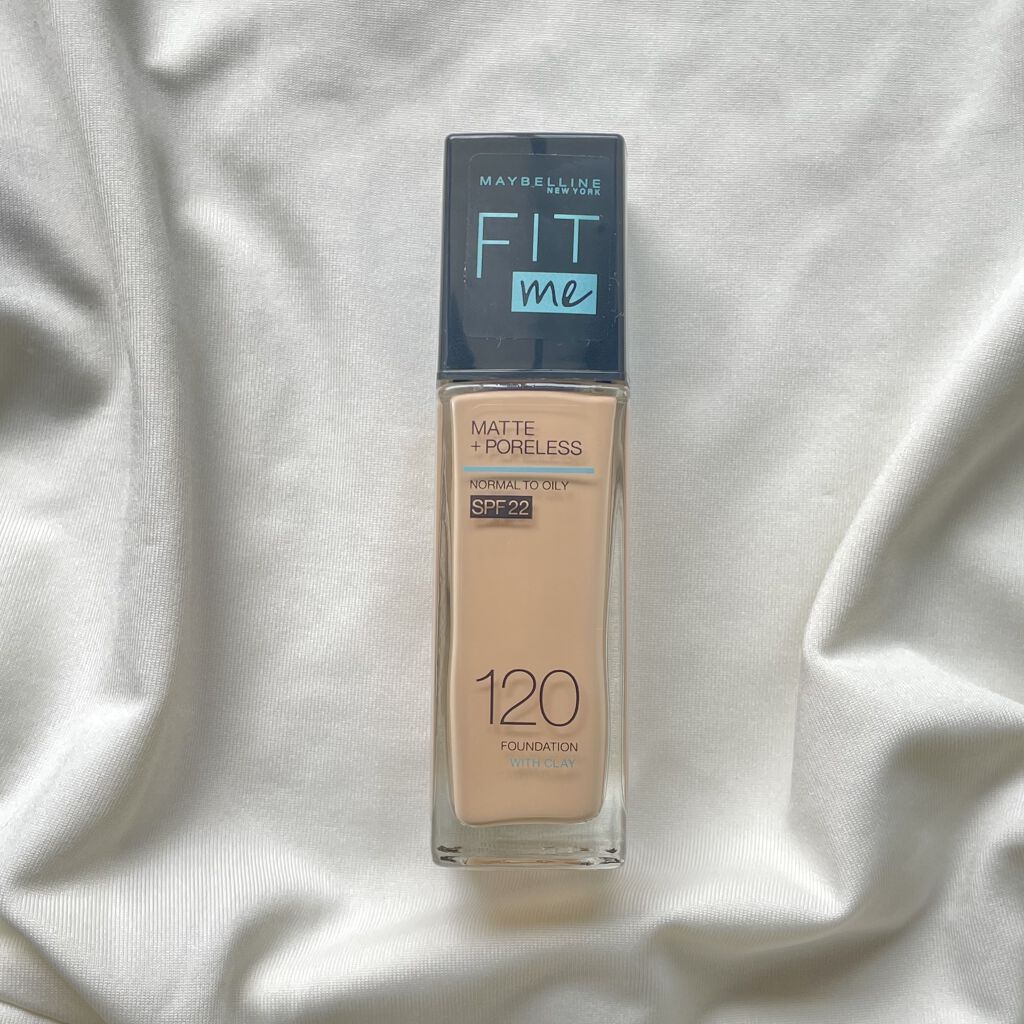 MAYBELLINE
NEW YORK
FIT
me
MATTE
+ PORELESS
NORMAL TO OILY
SPF 22
120
FOUNDATION
WITH CLAY